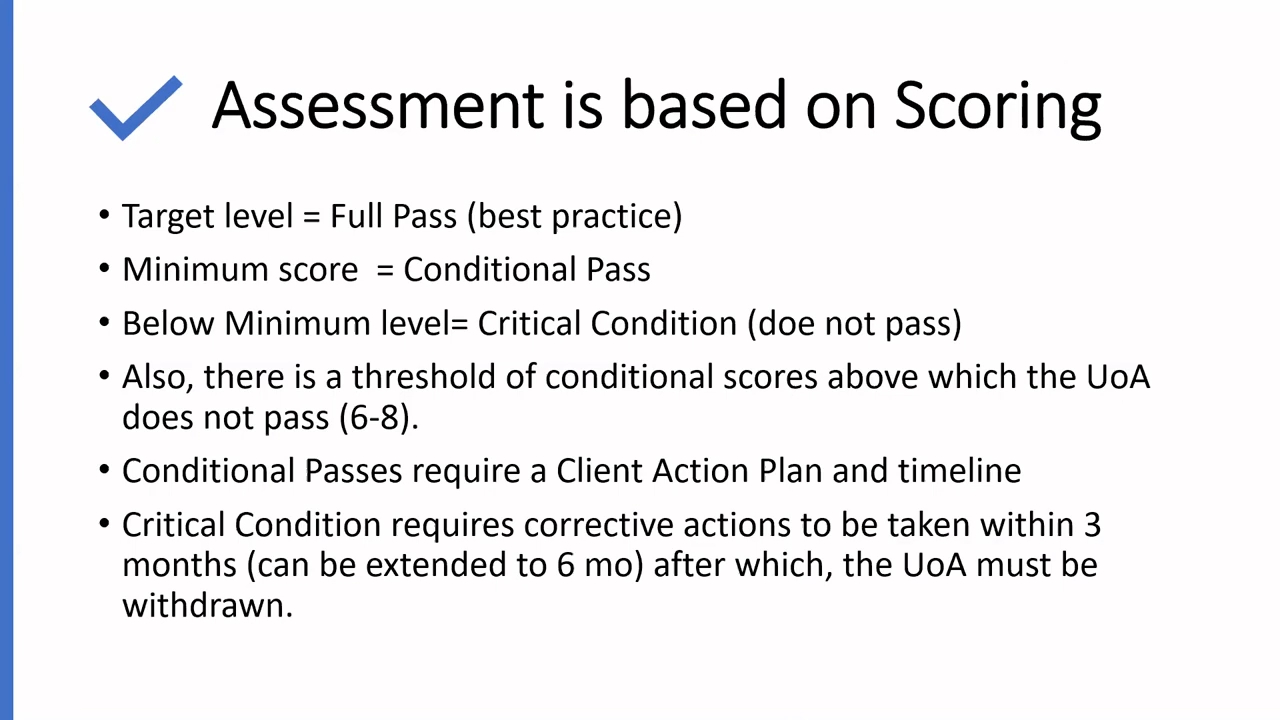 Assessment is based on Scoring
• Target level = Full Pass (best practice)
• Minimum score  = Conditional Pass
• Below Minimum level= Critical Condition (doe not pass)
• Also, there is a threshold of conditional scores above which the UoA
does not pass (6-8).
• Conditional Passes require a Client Action Plan and timeline
• Critical Condition requires corrective actions to be taken within 3
months (can be extended to 6 mo) after which, the UoA must be
withdrawn.